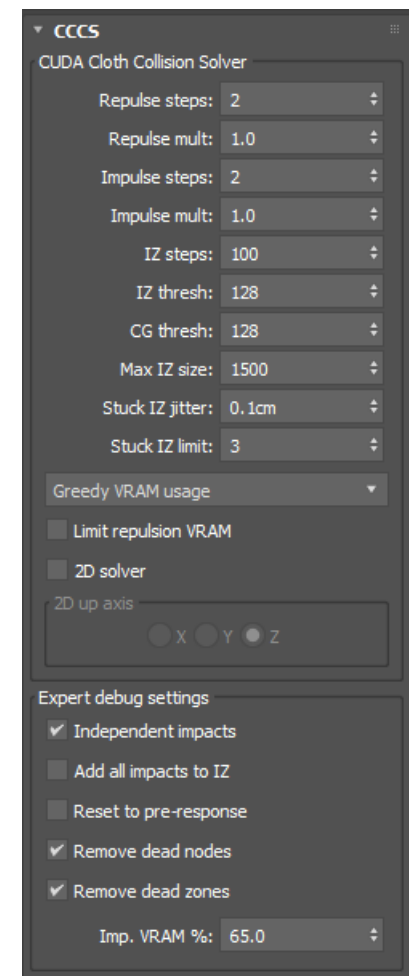 CCCS
CUDA Cloth Collision Solver
Repulse steps: 2
Repulse mult: 1.0
Impulse steps: 2
Impulse mult: 1.0
IZ steps: 100
IZ thresh: 128
CG thresh: 128
Max IZ size: 1500
Stuck IZ jitter: 0.1cm
Stuck IZ limit: 3
Greedy VRAM usage
Limit repulsion VRAM
2D solver
2D up axis
X Y Z
Expert debug settings
Independent impacts
Add all impacts to IZ
Reset to pre-response
Remove dead nodes
Remove dead zones
Imp. VRAM %: 65.0